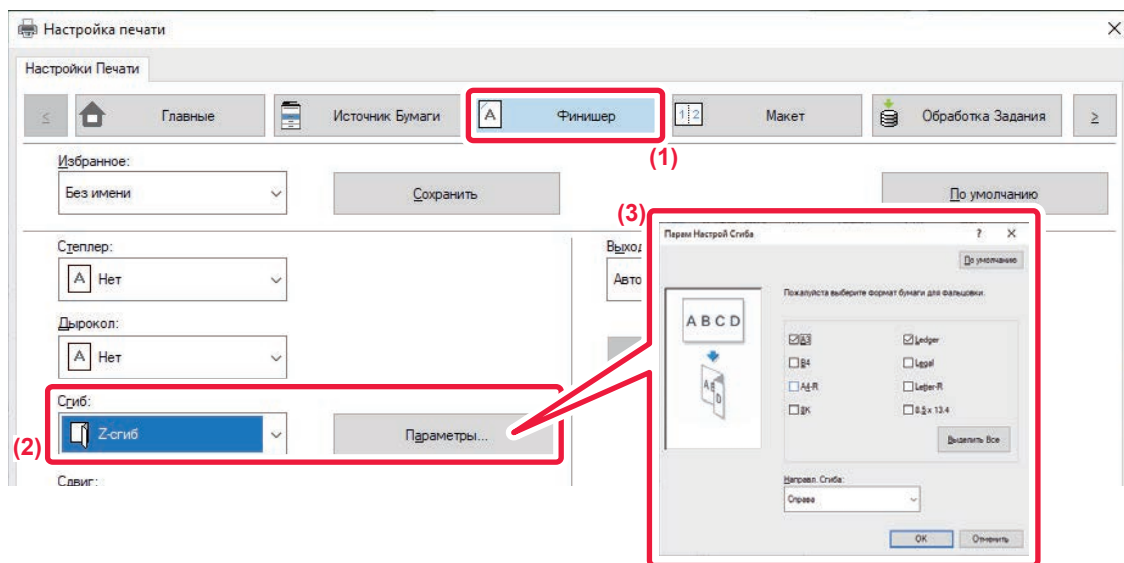 Настройка печати
Настройки Печати
≤ Главные Источник Бумаги A Финишер 1 2 Макет Обработка Задания ≥
(1)
Избранное:
Без имени Сохранить По умолчанию
Степлер:
A Нет
Дырокол:
A Нет
Сгиб:
(2) Z-сгиб Параметры...
Сдвиг:
Выход
Авто
(3)
Парам Настрой Сгиба ? X
По умолчанию
Пожалуйста выберите формат бумаги для фальцовки.
A B C D
A B D
A3 Ledger
B4 Legal
A4-R Letter-R
8K 8.5 x 13.4
Выделить Все
Направл. Сгиба:
Справа
OK Отменить